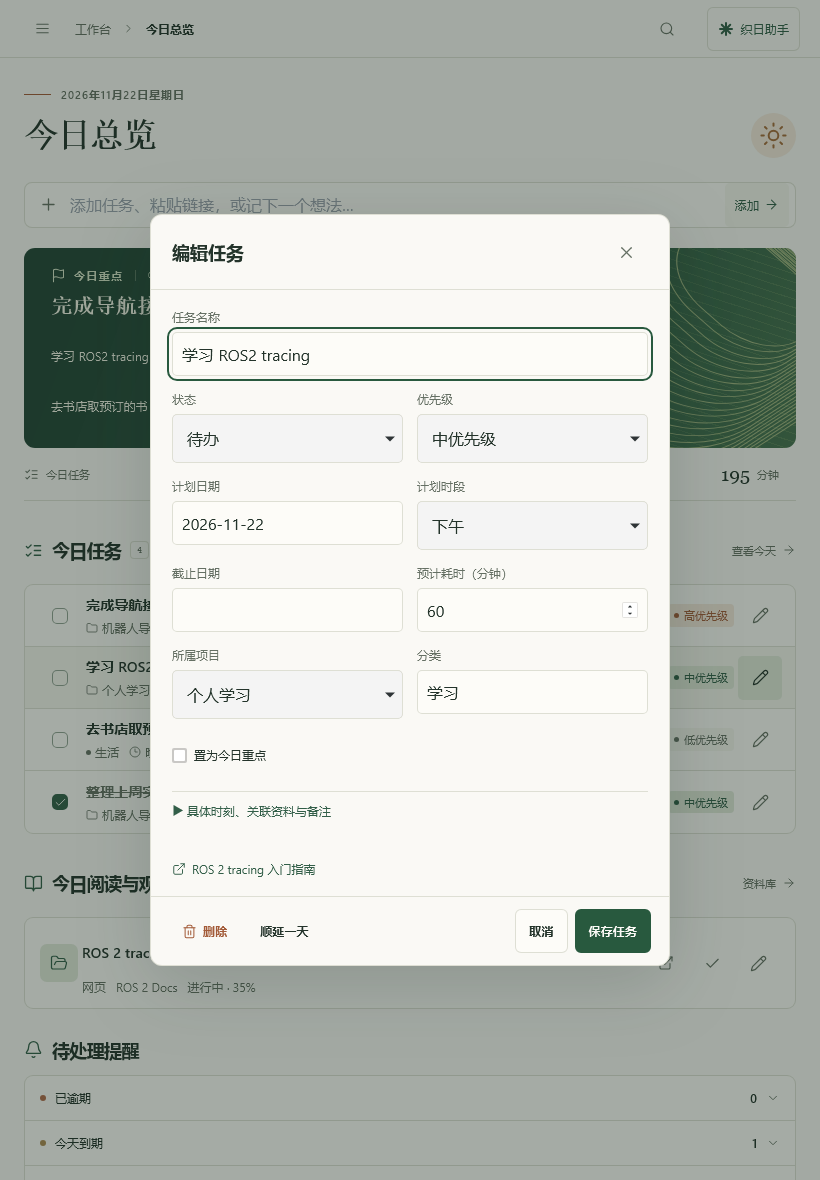 工作台 今日总览
织日助手
2026年11月22日星期日
今日总览
添加任务、粘贴链接，或记下一个想法...
添加
今日重点
完成导航
学习 ROS2 tracing
去书店取预订的书
今日任务
195 分钟
今日任务 4
查看今天
完成导航
机器人导
高优先级
学习 ROS2
个人学习
中优先级
去书店取预
生活
低优先级
整理上周
机器人导
中优先级
今日阅读与
资料库
ROS 2 trac
网页 ROS 2 Docs 进行中 · 35%
待处理提醒
已逾期 0
今天到期 1
编辑任务
任务名称
学习 ROS2 tracing
状态 优先级
待办 中优先级
计划日期 计划时段
2026-11-22 下午
截止日期 预计耗时（分钟）
60
所属项目 分类
个人学习 学习
置为今日重点
具体时刻、关联资料与备注
ROS 2 tracing 入门指南
删除 顺延一天 取消 保存任务